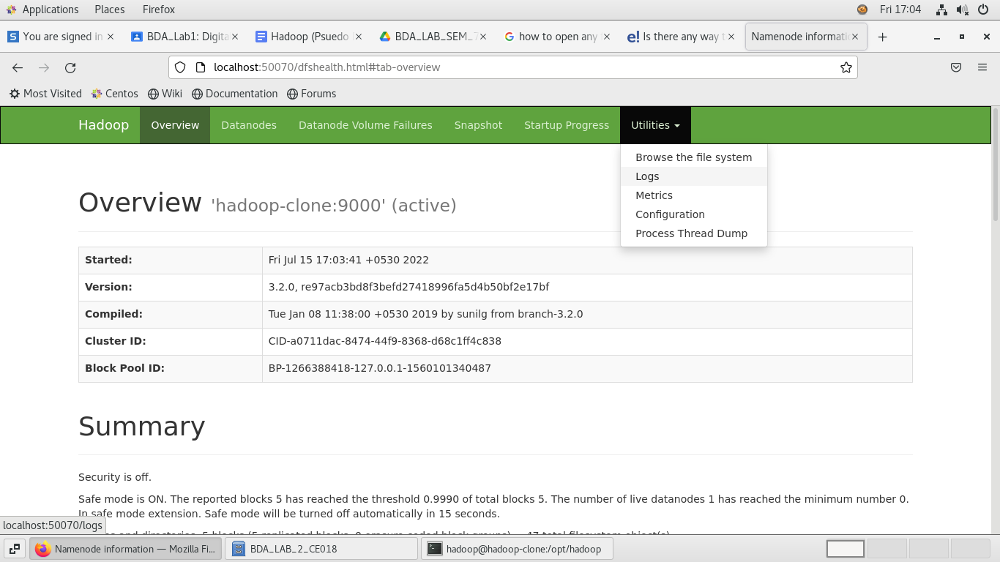 Applications Places Firefox Fri 17:04
You are signed in BDA_Lab1: Digita Hadoop (Psuedo BDA_LAB_SEM_7 how to open any Is there any way t Namenode informatio
localhost:50070/dfshealth.html#tab-overview
Most Visited Centos Wiki Documentation Forums
Hadoop Overview Datanodes Datanode Volume Failures Snapshot Startup Progress Utilities
Browse the file system
Logs
Metrics
Configuration
Process Thread Dump
Overview 'hadoop-clone:9000' (active)
Started: Fri Jul 15 17:03:41 +0530 2022
Version: 3.2.0, re97acb3bd8f3befd27418996fa5d4b50bf2e17bf
Compiled: Tue Jan 08 11:38:00 +0530 2019 by sunilg from branch-3.2.0
Cluster ID: CID-a0711dac-8474-44f9-8368-d68c1ff4c838
Block Pool ID: BP-1266388418-127.0.0.1-1560101340487
Summary
Security is off.
Safe mode is ON. The reported blocks 5 has reached the threshold 0.9990 of total blocks 5. The number of live datanodes 1 has reached the minimum number 0.
In safe mode extension. Safe mode will be turned off automatically in 15 seconds.
and directories, 5 blocks (5 replicated blocks, 0 erasure coded block groups) = 47 total filesystem object(s).
localhost:50070/logs
Namenode information — Mozilla Fi... BDA_LAB_2_CE018 hadoop@hadoop-clone:/opt/hadoop